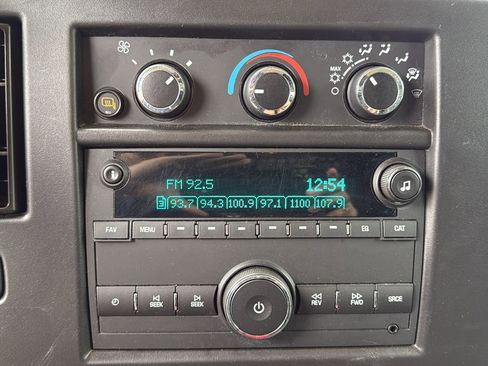 MAX
FM 92.5 12:54
93.7 94.3 100.9 97.1 1100 107.9
FAV MENU EQ CAT
SEEK SEEK REV FWD SRCE